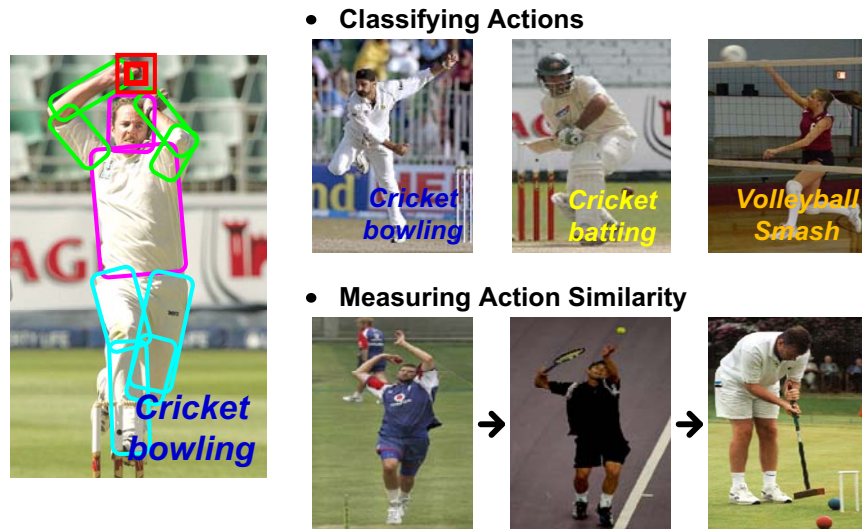 • Classifying Actions
Cricket
bowling
Cricket
bowling
Cricket
batting
Volleyball
Smash
• Measuring Action Similarity